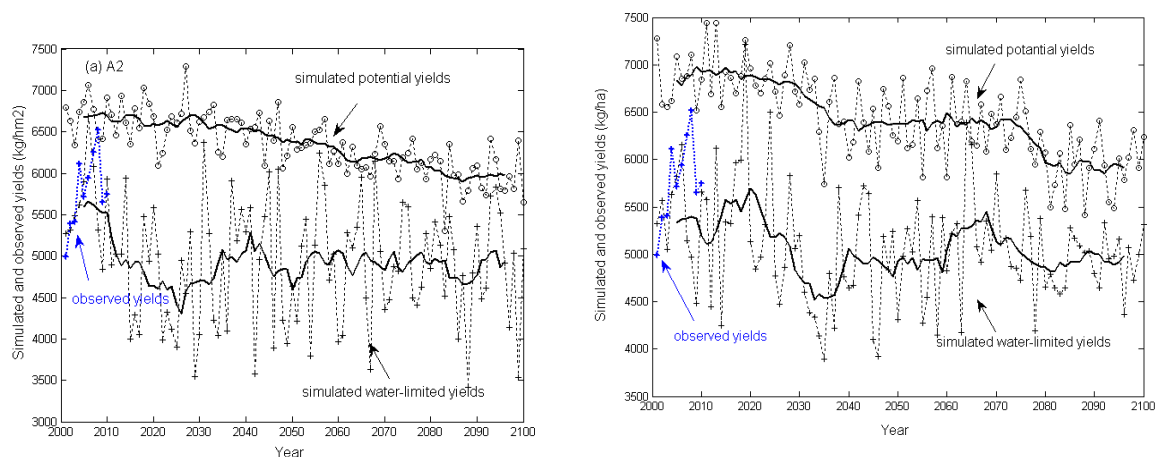 7500
7000
6500
6000
5500
5000
4500
4000
3500
3000
Simulated and observed yields (kg/hm2)
(a) A2
simulated potential yields
observed yields
simulated water-limited yields
2000 2010 2020 2030 2040 2050 2060 2070 2080 2090 2100
Year
7500
7000
6500
6000
5500
5000
4500
4000
3500
Simulated and observed yields (kg/ha)
simulated potential yields
observed yields
simulated water-limited yields
2000 2010 2020 2030 2040 2050 2060 2070 2080 2090 2100
Year